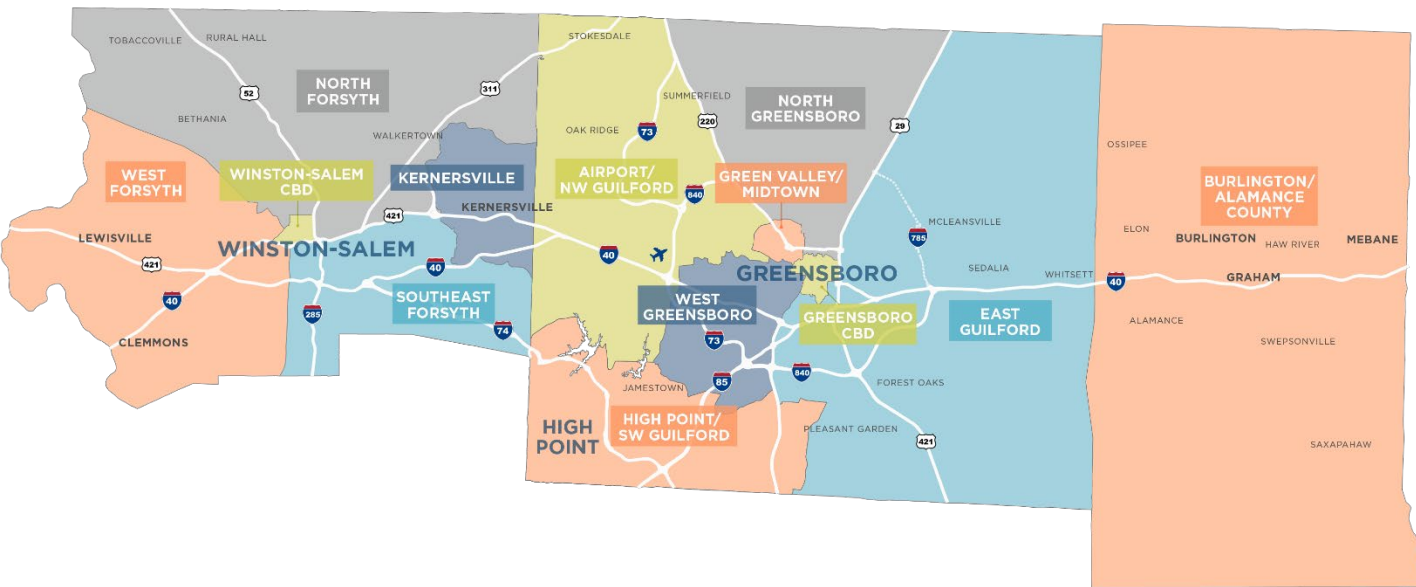 TOBACCOVILLE
RURAL HALL
STOKESDALE
NORTH
FORSYTH
52
311
SUMMERFIELD
NORTH
GREENSBORO
BETHANIA
WALKERTOWN
OAK RIDGE
73
220
29
OSSIPEE
WEST
FORSYTH
WINSTON-SALEM
CBD
KERNERSVILLE
AIRPORT/
NW GUILFORD
GREEN VALLEY/
MIDTOWN
BURLINGTON/
ALAMANCE
COUNTY
840
KERNERSVILLE
421
MCLEANSVILLE
ELON
BURLINGTON
HAW RIVER
MEBANE
LEWISVILLE
WINSTON-SALEM
785
421
40
40
GREENSBORO
SEDALIA
WHITSETT
40
GRAHAM
40
SOUTHEAST
FORSYTH
WEST
GREENSBORO
GREENSBORO
CBD
EAST
GUILFORD
285
74
73
ALAMANCE
SWEPSONVILLE
CLEMMONS
840
85
JAMESTOWN
FOREST OAKS
HIGH
POINT
HIGH POINT/
SW GUILFORD
PLEASANT GARDEN
421
SAXAPAHAW